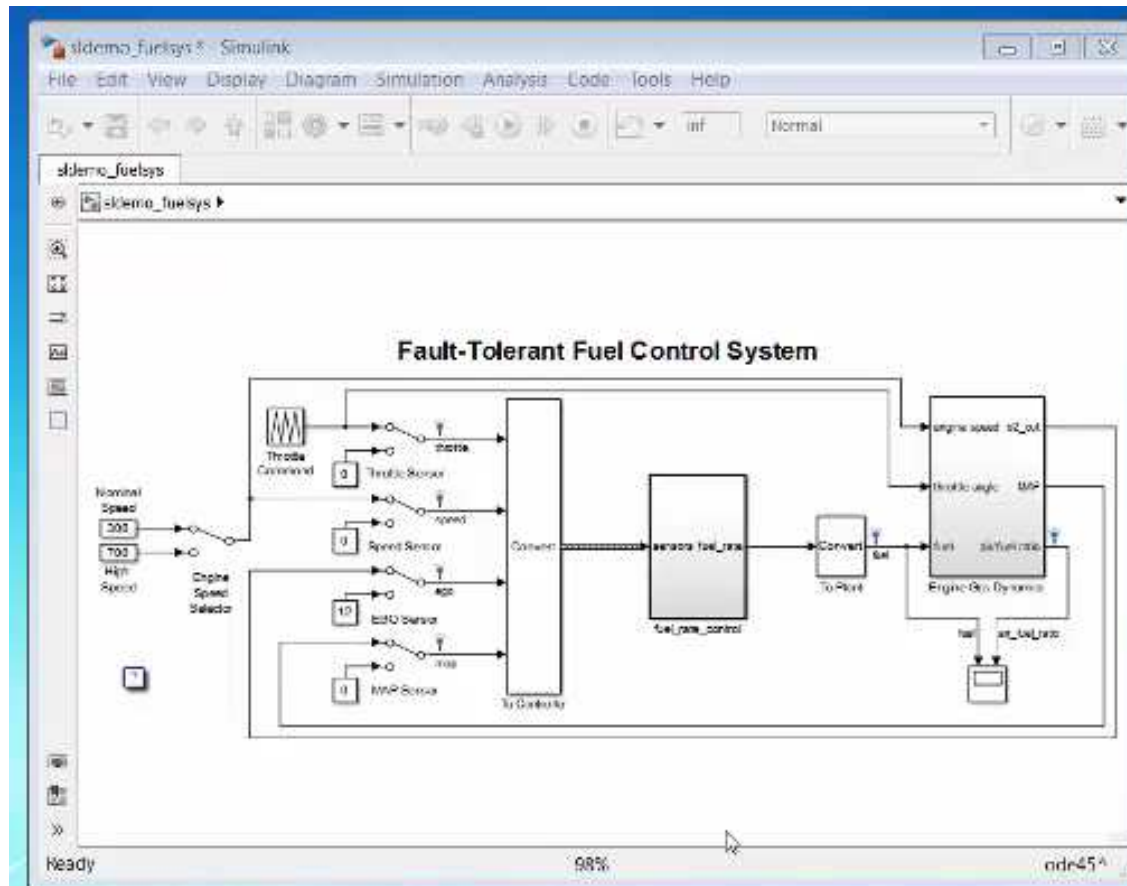 sldemo_fuelsys * - Simulink
File Edit View Display Diagram Simulation Analysis Code Tools Help
inf Normal
sldemo_fuelsys
sldemo_fuelsys
Fault-Tolerant Fuel Control System
engine speed o2_out
Throttle
Command
throttle
0 Throttle Sensor
throttle angle MAP
Nominal
Speed
300
speed
700
0 Speed Sensor
Convert
sensors fuel_rate
Convert
fuel
fuel air/fuel ratio
High
Speed
Engine
Speed
Selector
ego
To Plant
Engine Gas Dynamics
12 EGO Sensor
fuel_rate_control
fuel air_fuel_ratio
map
0 MAP Sensor
To Controller
?
Ready 98% ode45